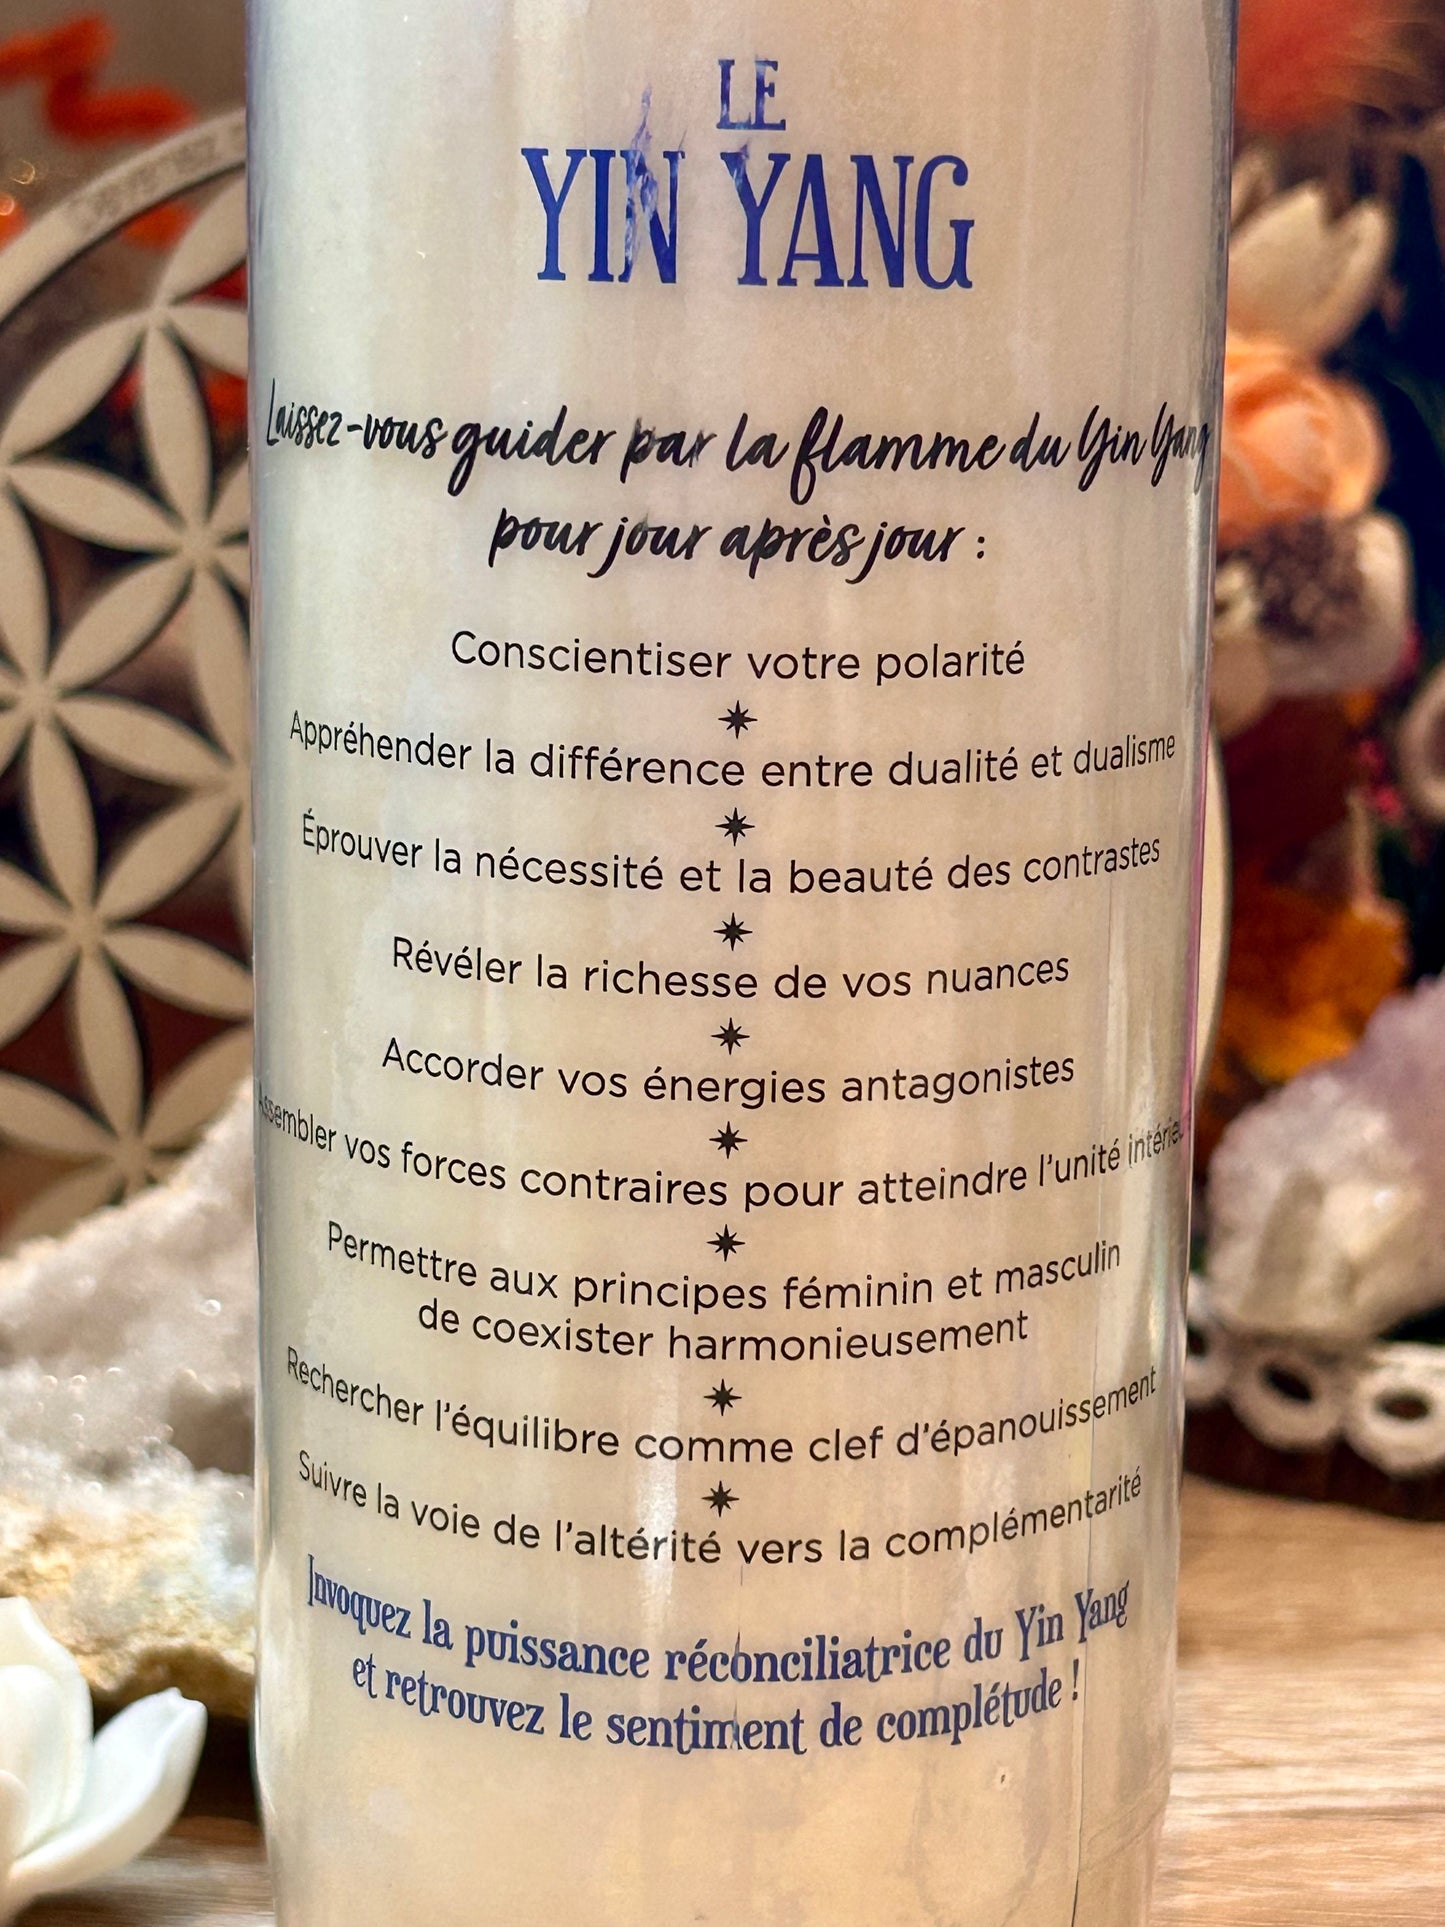 LE
YIN YANG
Laissez-vous guider par la flamme du Yin Yang
pour jour après jour :
Conscientiser votre polarité
Appréhender la différence entre dualité et dualisme
Éprouver la nécessité et la beauté des contrastes
Révéler la richesse de vos nuances
Accorder vos énergies antagonistes
Assembler vos forces contraires pour atteindre l'unité
Permettre aux principes féminin et masculin
de coexister harmonieusement
Rechercher l'équilibre comme clef d'épanouissement
Suivre la voie de l'altérité vers la complémentarité
Invoquez la puissance réconciliatrice du Yin Yang
et retrouvez le sentiment de complétude !